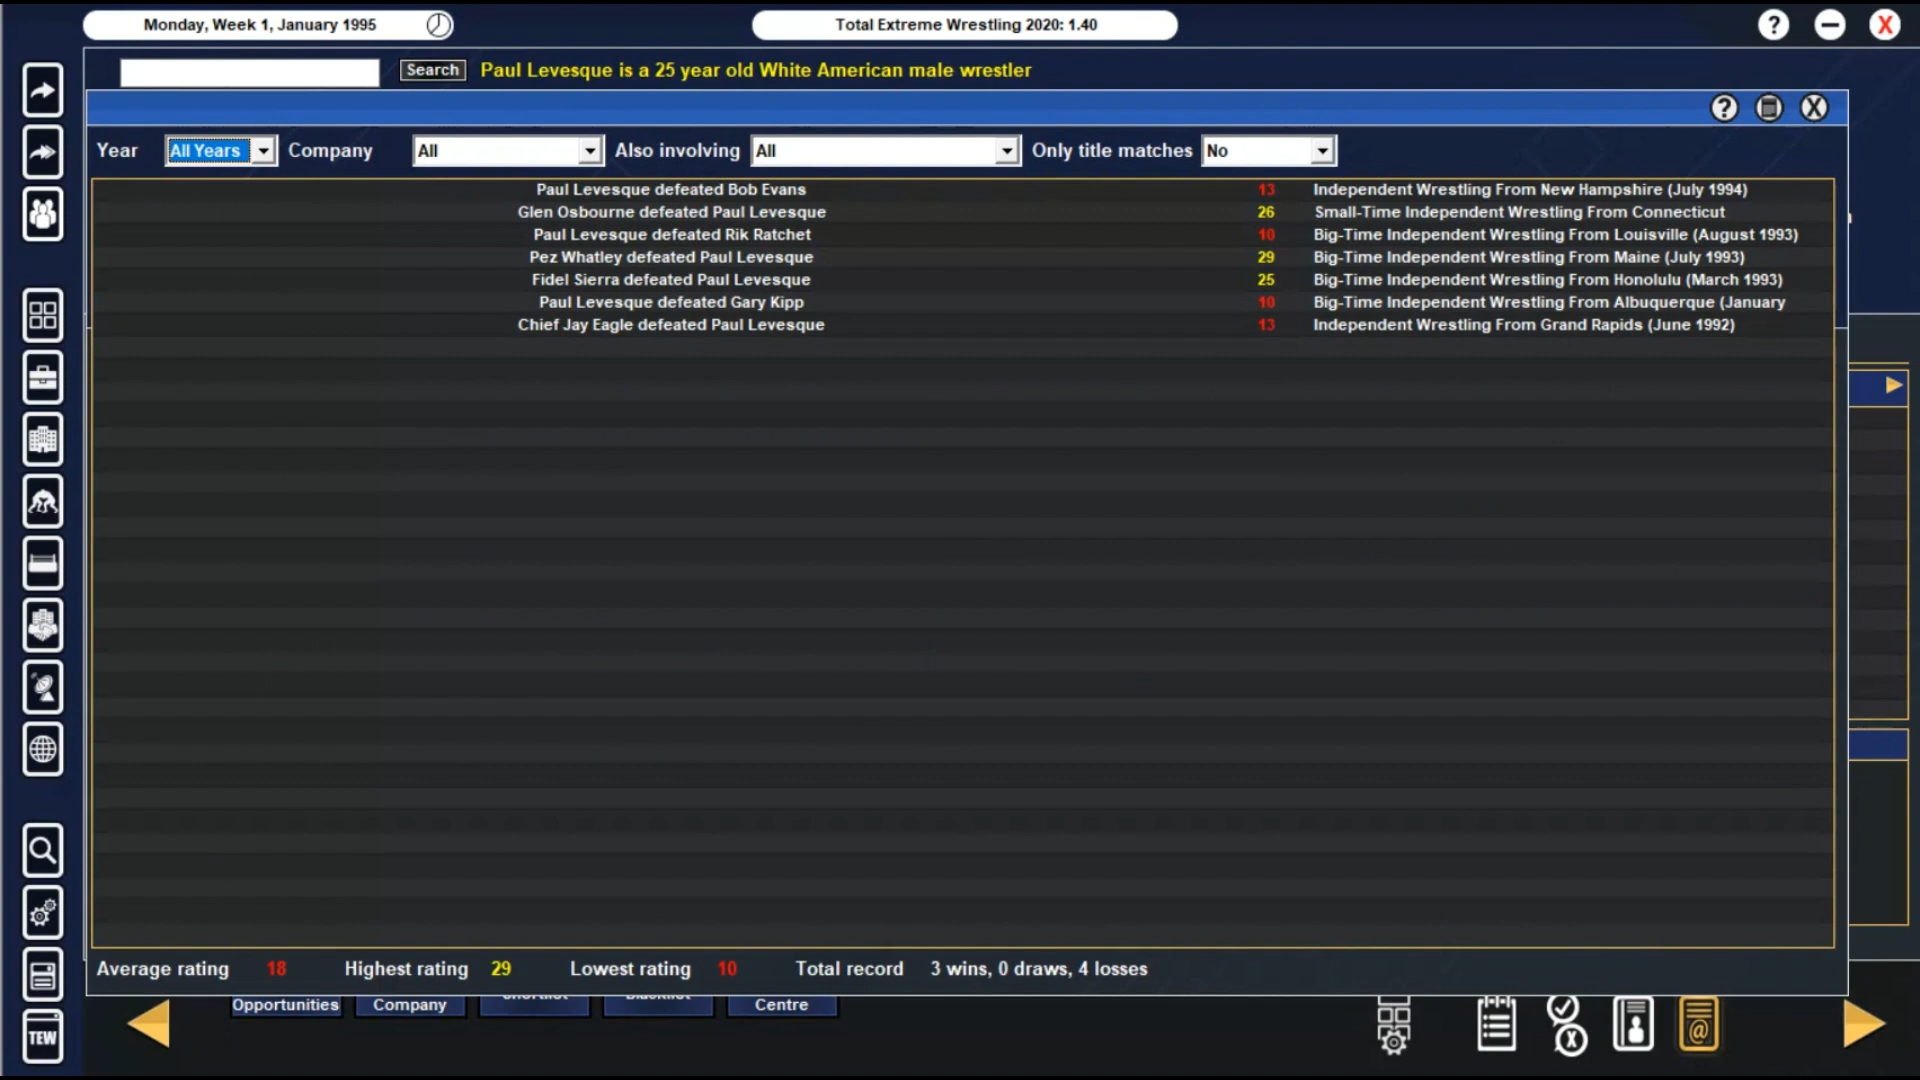 Monday, Week 1, January 1995
Total Extreme Wrestling 2020: 1.40
? X
Search Paul Levesque is a 25 year old White American male wrestler
? X
Year All Years Company All Also involving All Only title matches No
Paul Levesque defeated Bob Evans 13 Independent Wrestling From New Hampshire (July 1994)
Glen Osbourne defeated Paul Levesque 26 Small-Time Independent Wrestling From Connecticut
Paul Levesque defeated Rik Ratchet 10 Big-Time Independent Wrestling From Louisville (August 1993)
Pez Whatley defeated Paul Levesque 29 Big-Time Independent Wrestling From Maine (July 1993)
Fidel Sierra defeated Paul Levesque 25 Big-Time Independent Wrestling From Honolulu (March 1993)
Paul Levesque defeated Gary Kipp 10 Big-Time Independent Wrestling From Albuquerque (January
Chief Jay Eagle defeated Paul Levesque 13 Independent Wrestling From Grand Rapids (June 1992)
Average rating 18 Highest rating 29 Lowest rating 10 Total record 3 wins, 0 draws, 4 losses
Opportunities Company Centre
TEW